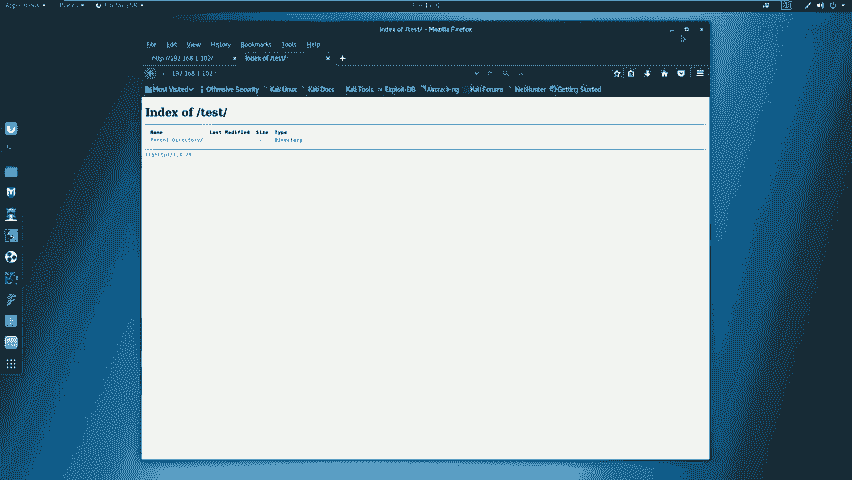 Index of /test/ - Mozilla Firefox
File Edit View History Bookmarks Tools Help
http://192.168.1.102/ Index of /test/
192.168.1.102
Most Visited Offensive Security Kali Linux Kali Docs Kali Tools Exploit-DB Aircrack-ng Kali Forums NetHunter Getting Started
Index of /test/
Name Last Modified Size Type
Parent Directory/ - Directory